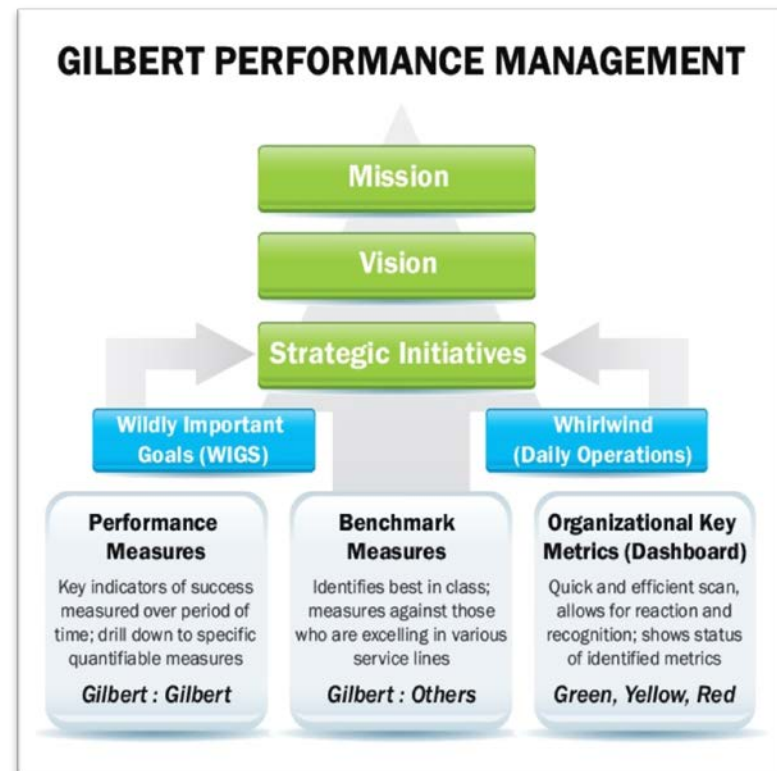 GILBERT PERFORMANCE MANAGEMENT
Mission
Vision
Strategic Initiatives
Wildly Important
Goals (WIGS)
Whirlwind
(Daily Operations)
Performance
Measures
Key indicators of success
measured over period of
time; drill down to specific
quantifiable measures
Gilbert : Gilbert
Benchmark
Measures
Identifies best in class;
measures against those
who are excelling in various
service lines
Gilbert : Others
Organizational Key
Metrics (Dashboard)
Quick and efficient scan,
allows for reaction and
recognition; shows status
of identified metrics
Green, Yellow, Red